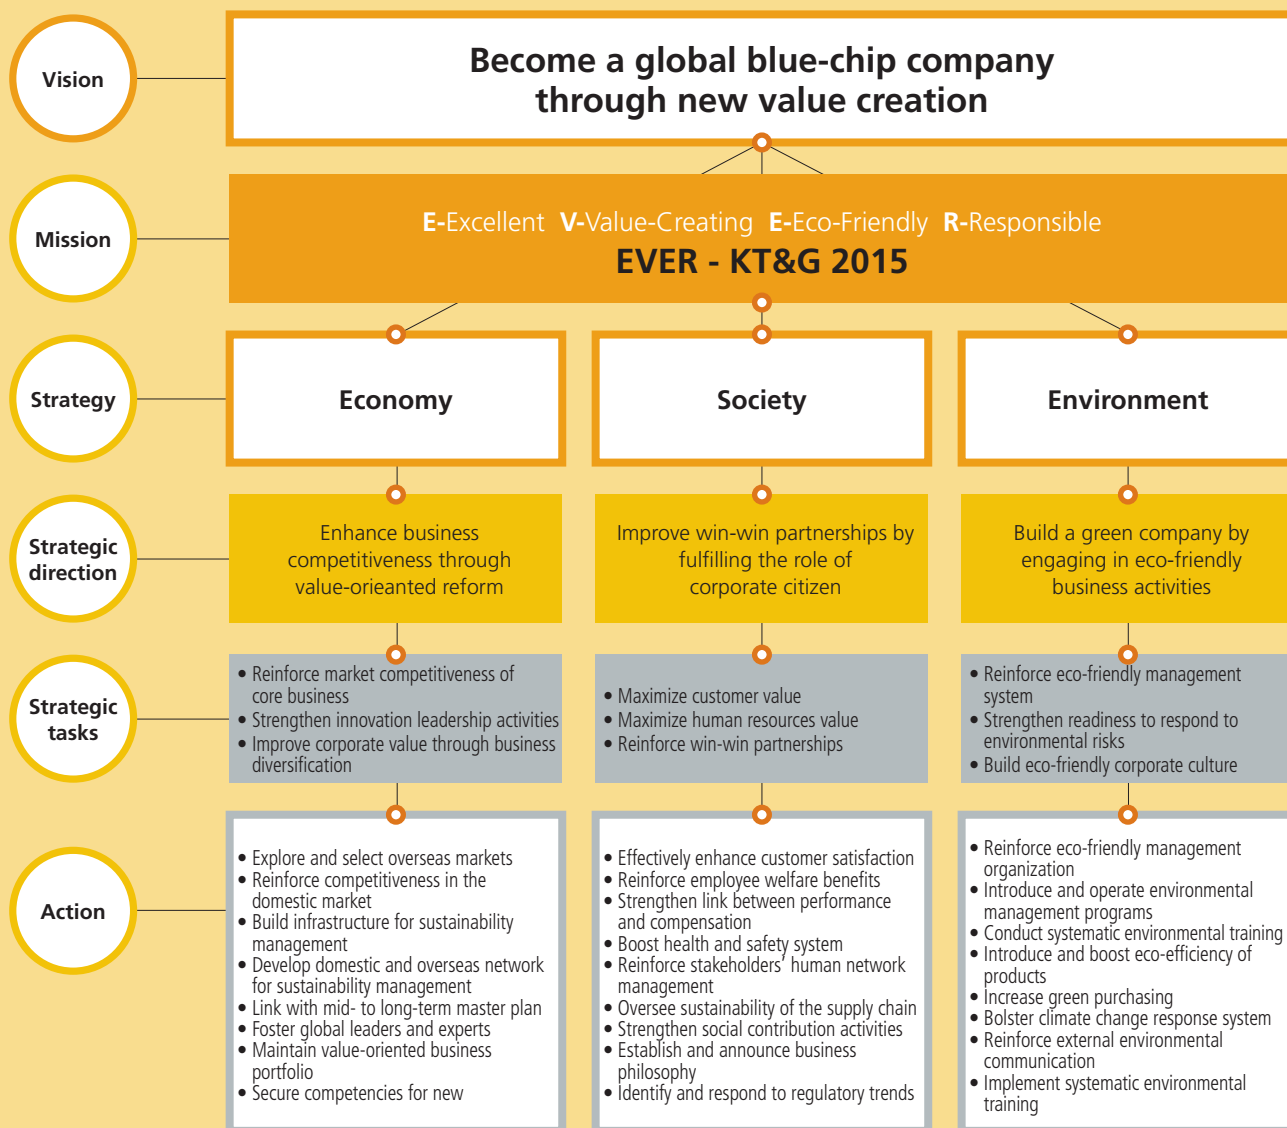 Vision
Become a global blue-chip company
through new value creation
Mission
E-Excellent V-Value-Creating E-Eco-Friendly R-Responsible
EVER - KT&G 2015
Strategy
Economy
Society
Environment
Strategic
direction
Enhance business
competitiveness through
value-orieanted reform
Improve win-win partnerships by
fulfilling the role of
corporate citizen
Build a green company by
engaging in eco-friendly
business activities
Strategic
tasks
• Reinforce market competitiveness of
core business
• Strengthen innovation leadership activities
• Improve corporate value through business
diversification
• Maximize customer value
• Maximize human resources value
• Reinforce win-win partnerships
• Reinforce eco-friendly management
system
• Strengthen readiness to respond to
environmental risks
• Build eco-friendly corporate culture
Action
• Explore and select overseas markets
• Reinforce competitiveness in the
domestic market
• Build infrastructure for sustainability
management
• Develop domestic and overseas network
for sustainability management
• Link with mid- to long-term master plan
• Foster global leaders and experts
• Maintain value-oriented business
portfolio
• Secure competencies for new
• Effectively enhance customer satisfaction
• Reinforce employee welfare benefits
• Strengthen link between performance
and compensation
• Boost health and safety system
• Reinforce stakeholders’ human network
management
• Oversee sustainability of the supply chain
• Strengthen social contribution activities
• Establish and announce business
philosophy
• Identify and respond to regulatory trends
• Reinforce eco-friendly management
organization
• Introduce and operate environmental
management programs
• Conduct systematic environmental training
• Introduce and boost eco-efficiency of
products
• Increase green purchasing
• Bolster climate change response system
• Reinforce external environmental
communication
• Implement systematic environmental
training